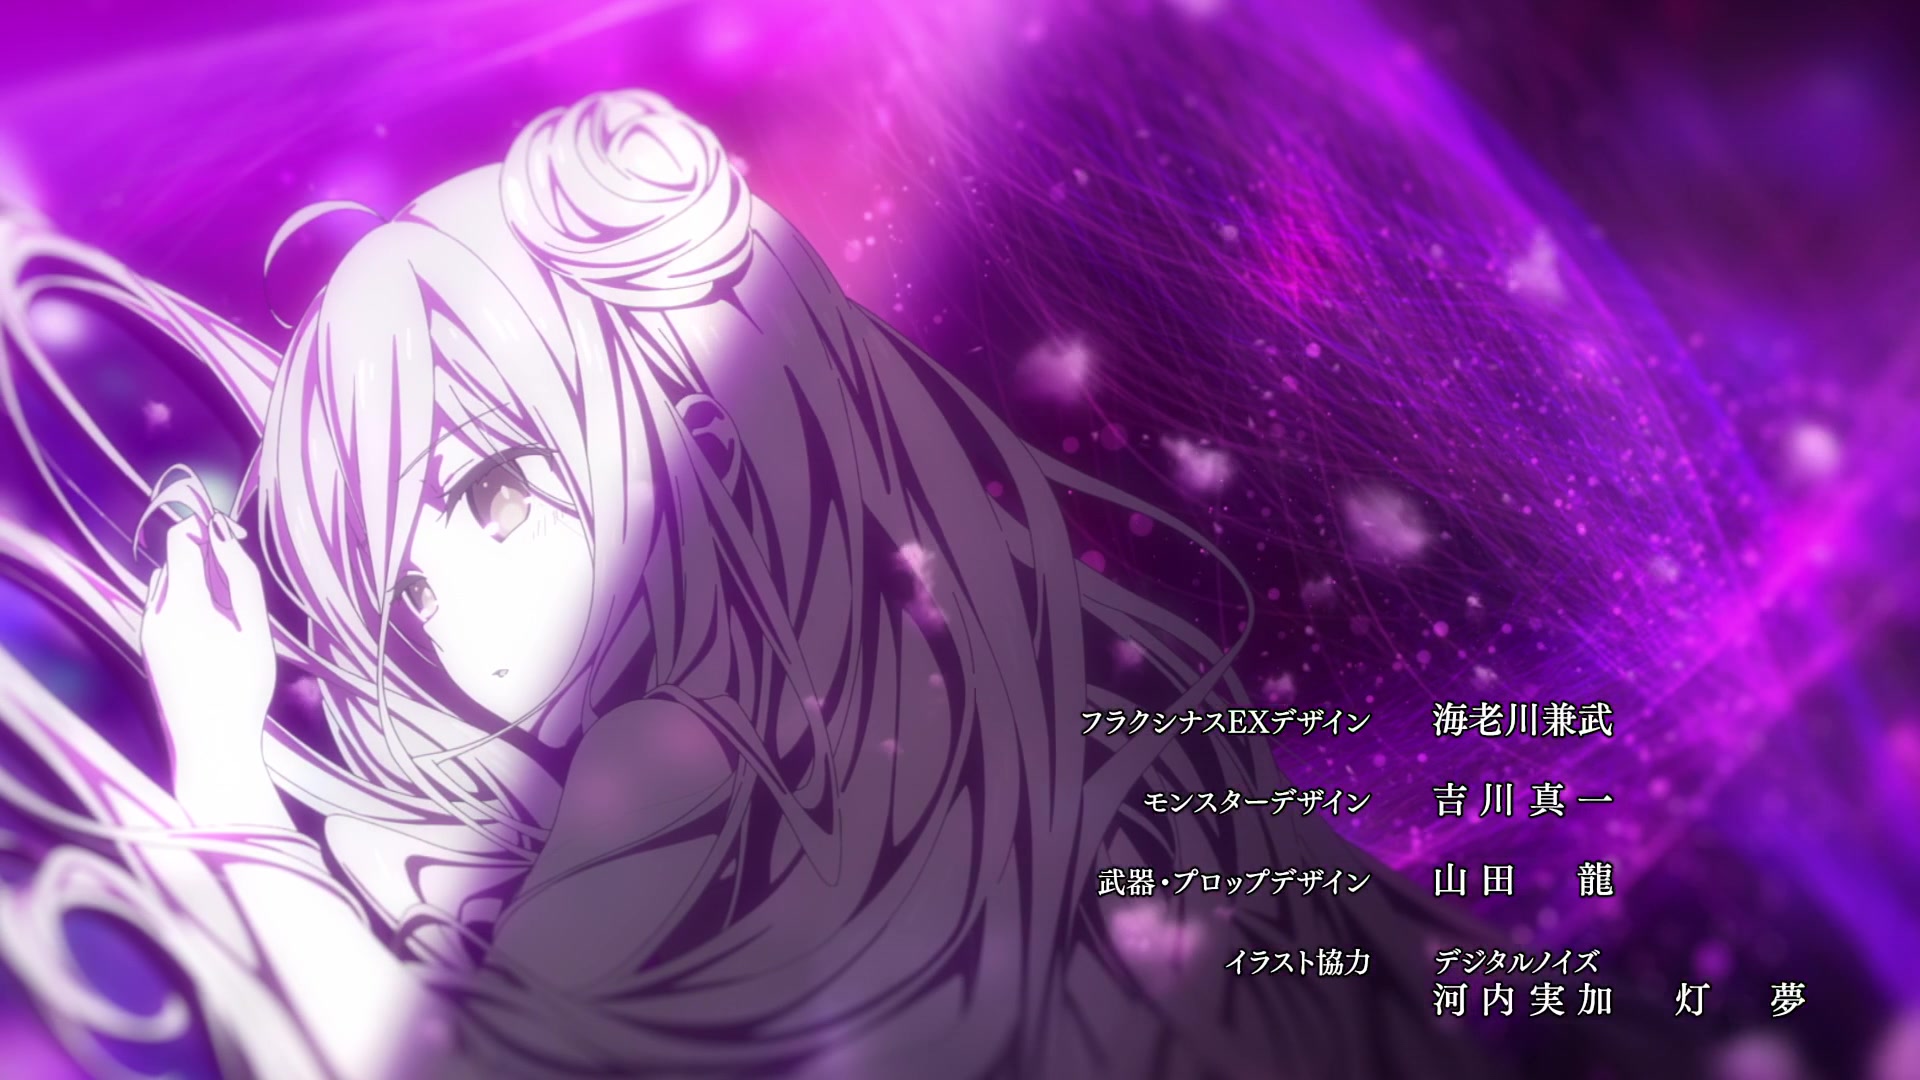 フラクシナスEXデザイン 海老川兼武
モンスターデザイン 吉川真一
武器・プロップデザイン 山田 龍
イラスト協力 デジタルノイズ
河内実加 灯 夢